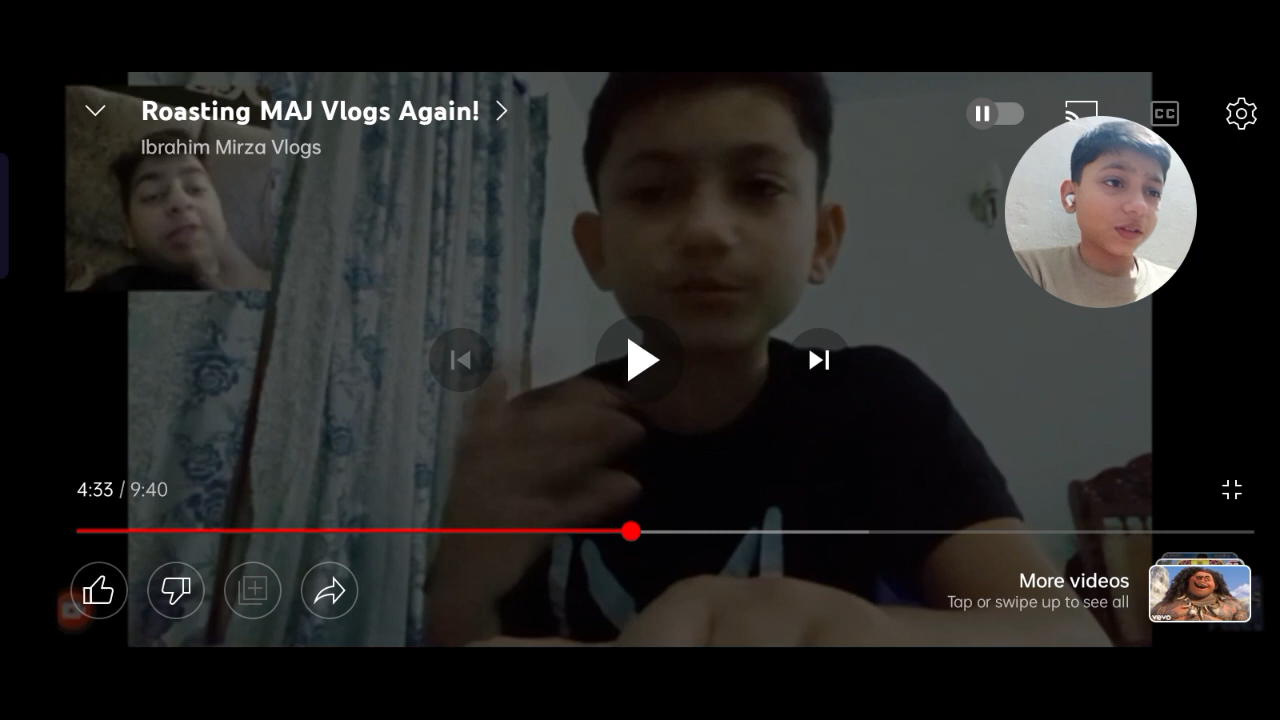 Roasting MAJ Vlogs Again!
Ibrahim Mirza Vlogs
CC
4:33 / 9:40
More videos
Tap or swipe up to see all
vevo